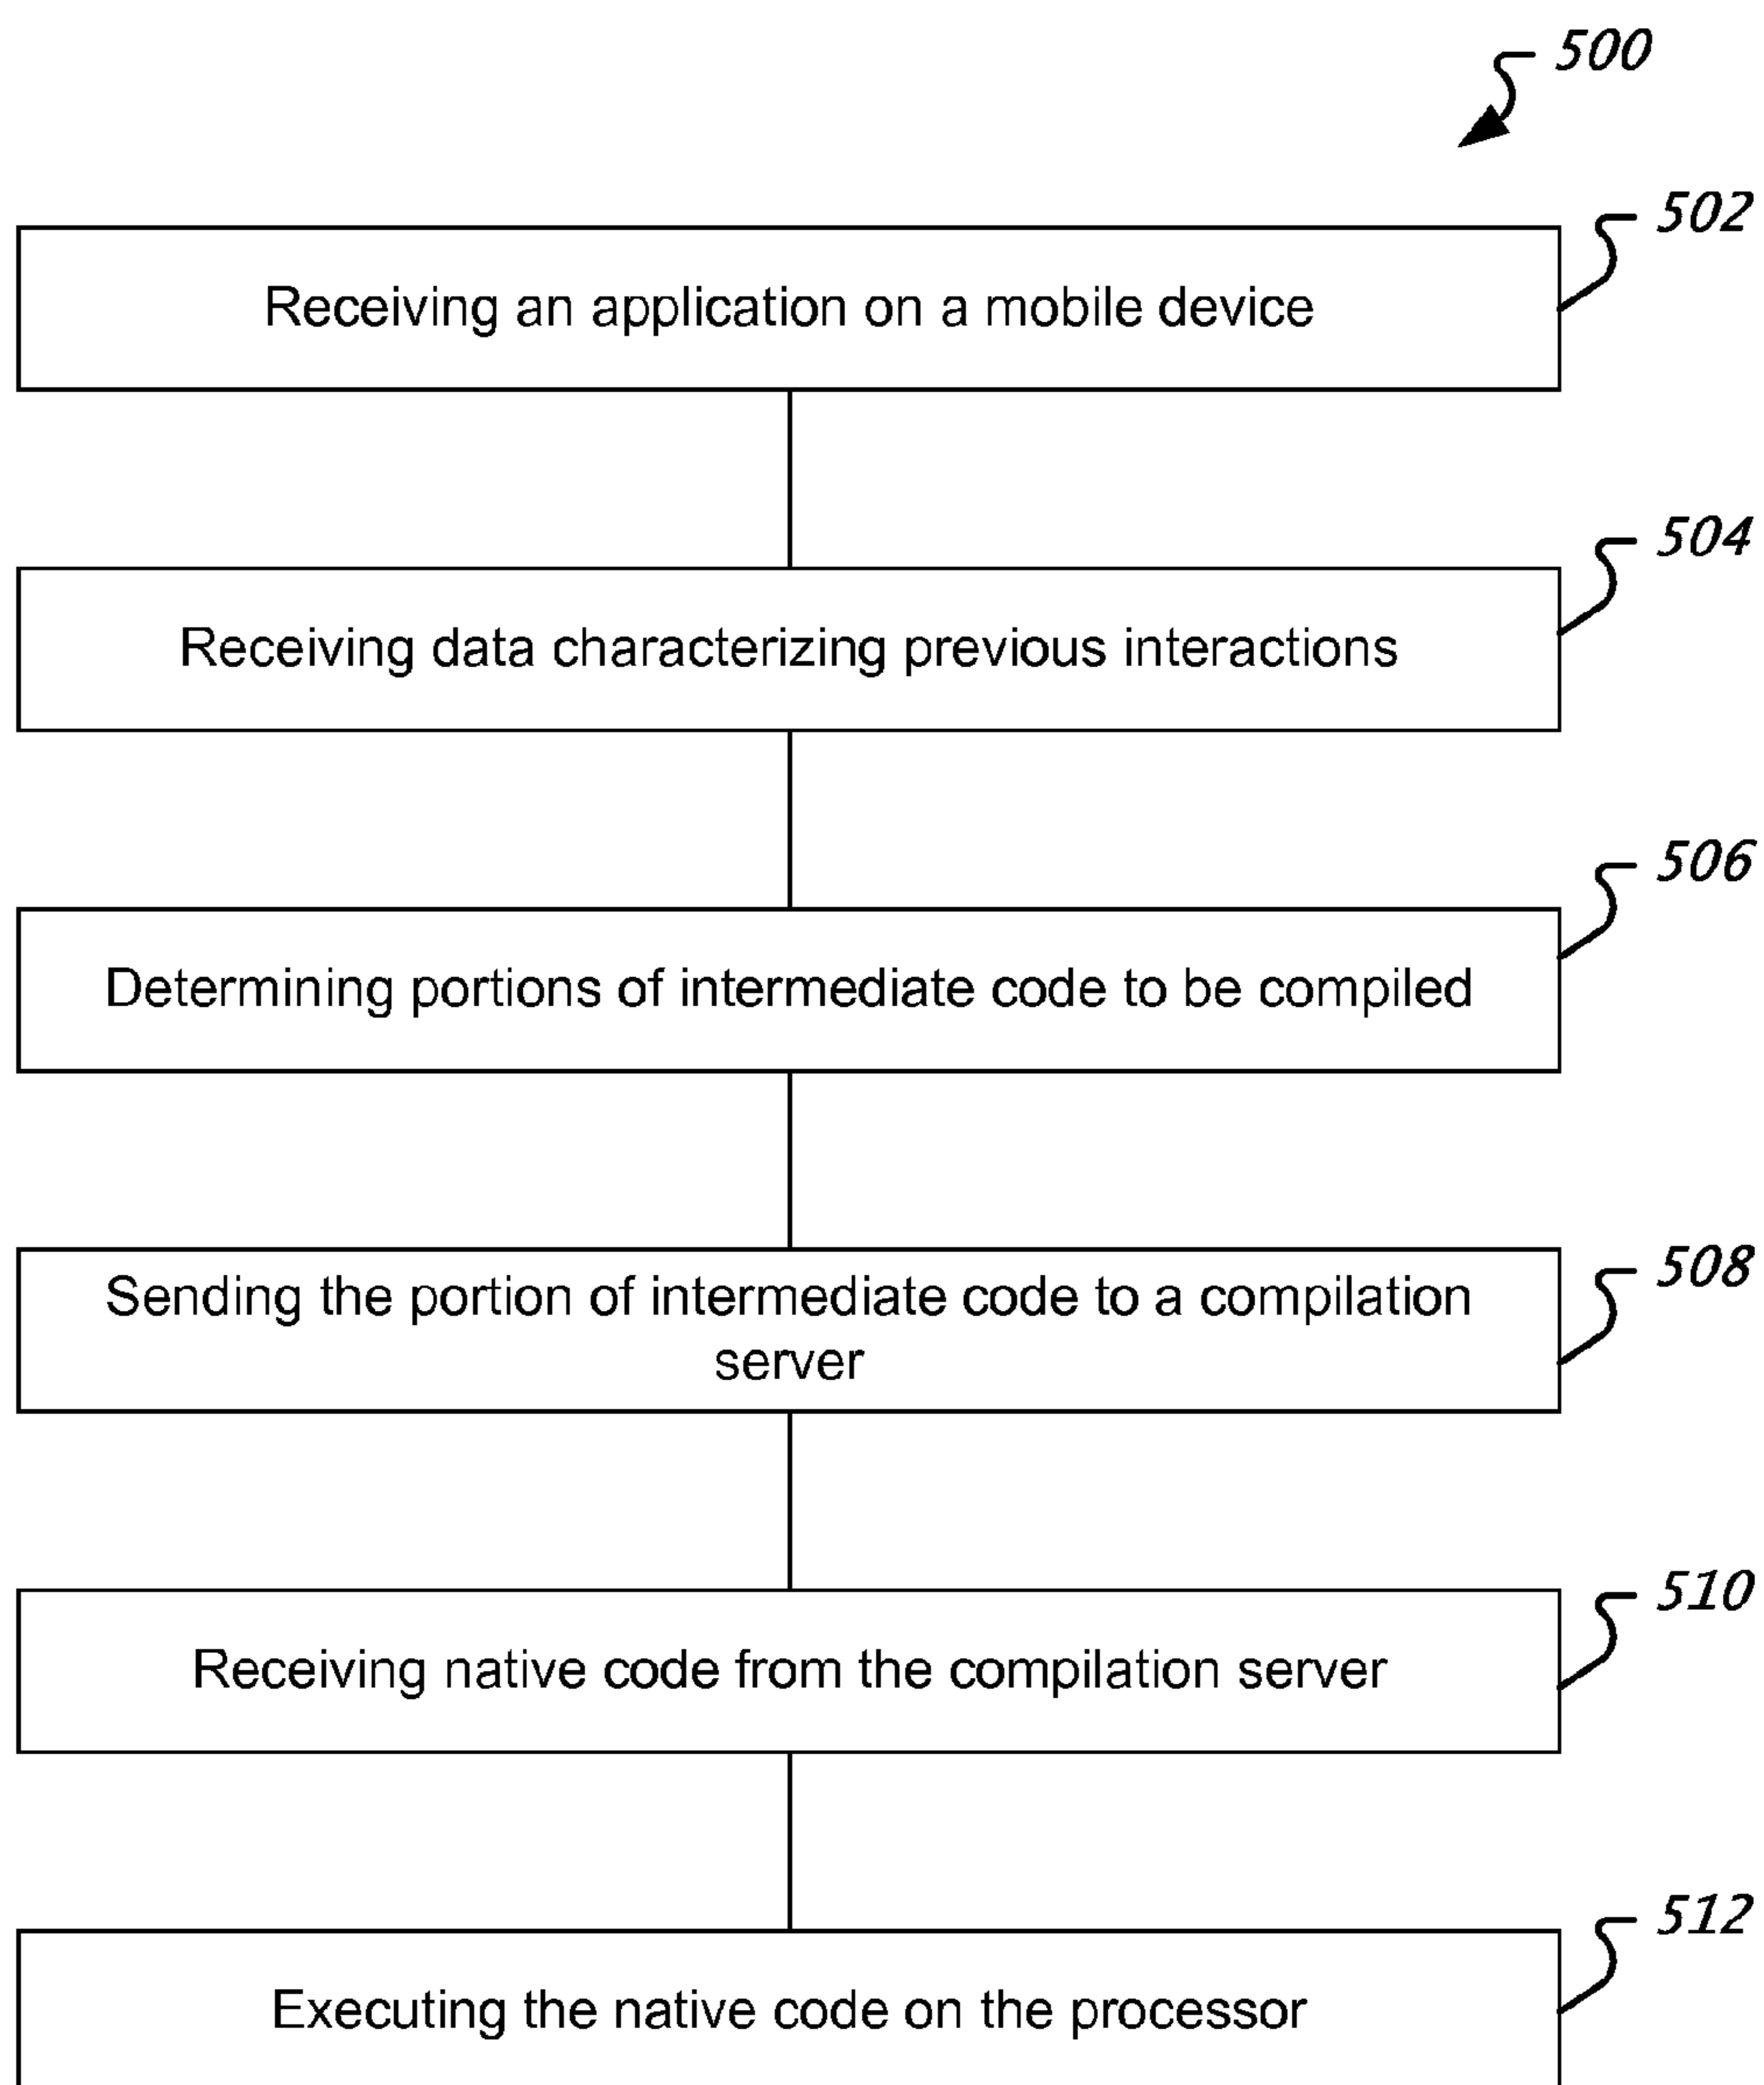 500
502
Receiving an application on a mobile device
504
Receiving data characterizing previous interactions
506
Determining portions of intermediate code to be compiled
508
Sending the portion of intermediate code to a compilation
server
510
Receiving native code from the compilation server
512
Executing the native code on the processor